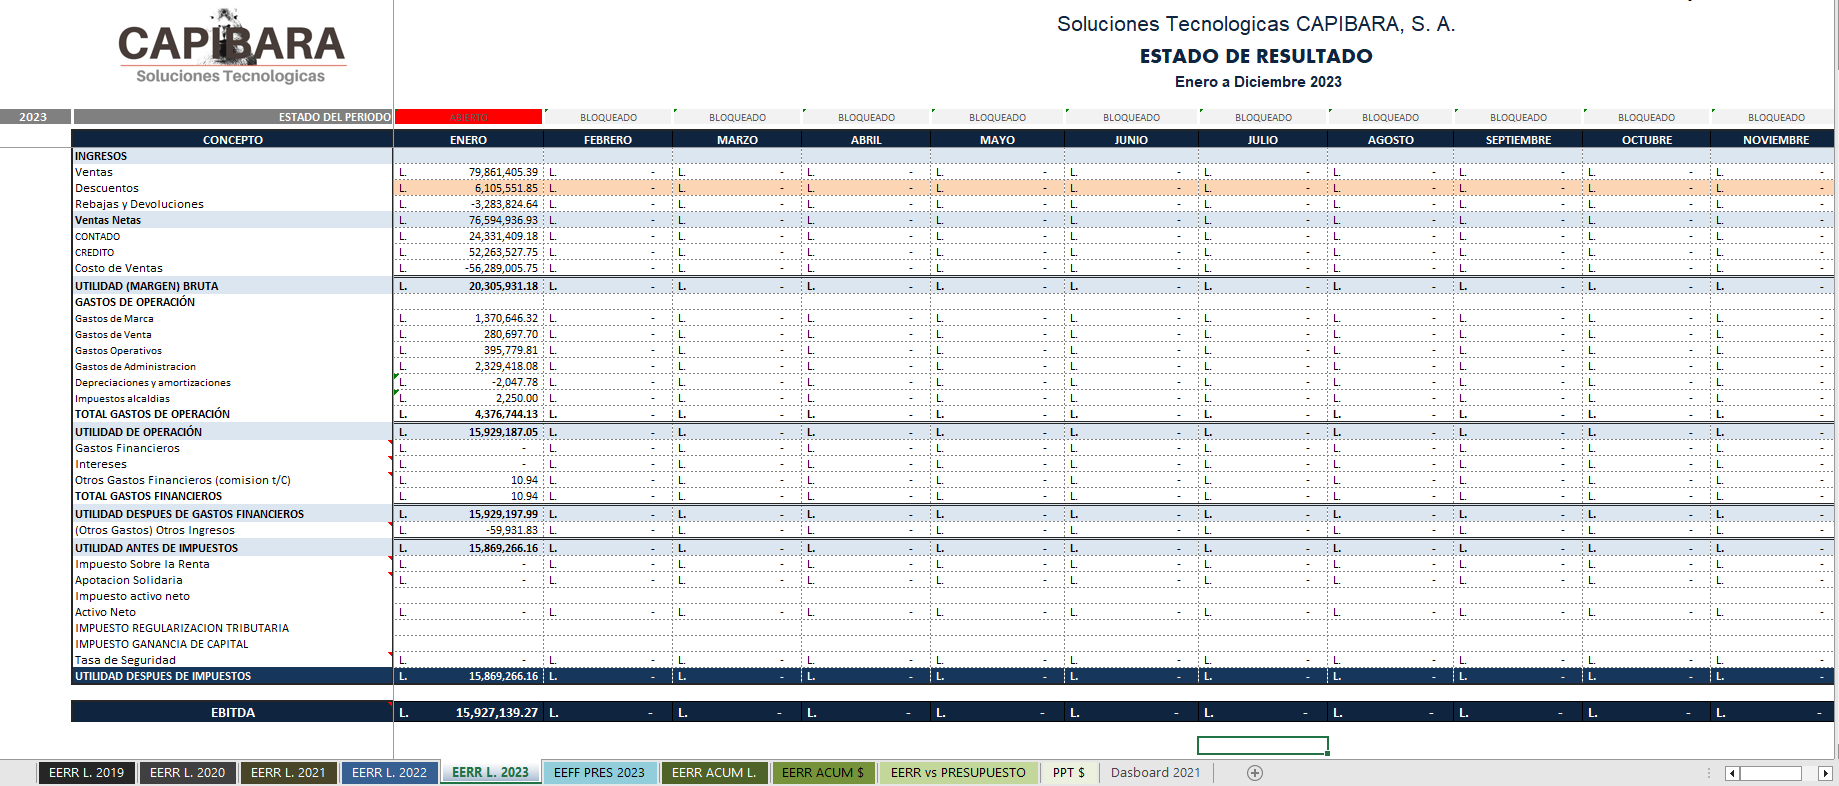 CAPIBARA
Soluciones Tecnologicas
Soluciones Tecnologicas CAPIBARA, S. A.
ESTADO DE RESULTADO
Enero a Diciembre 2023
2023 ESTADO DEL PERIODO ABIERTO BLOQUEADO BLOQUEADO BLOQUEADO BLOQUEADO BLOQUEADO BLOQUEADO BLOQUEADO BLOQUEADO BLOQUEADO BLOQUEADO
CONCEPTO ENERO FEBRERO MARZO ABRIL MAYO JUNIO JULIO AGOSTO SEPTIEMBRE OCTUBRE NOVIEMBRE
INGRESOS
Ventas L. 79,861,405.39 L. - L. - L. - L. - L. - L. - L. - L. - L. - L. -
Descuentos L. 6,105,551.85 L. - L. - L. - L. - L. - L. - L. - L. - L. - L. -
Rebajas y Devoluciones L. -3,283,824.64 L. - L. - L. - L. - L. - L. - L. - L. - L. - L. -
Ventas Netas L. 76,594,936.93 L. - L. - L. - L. - L. - L. - L. - L. - L. - L. -
CONTADO L. 24,331,409.18 L. - L. - L. - L. - L. - L. - L. - L. - L. - L. -
CREDITO L. 52,263,527.75 L. - L. - L. - L. - L. - L. - L. - L. - L. - L. -
Costo de Ventas L. -56,289,005.75 L. - L. - L. - L. - L. - L. - L. - L. - L. - L. -
UTILIDAD (MARGEN) BRUTA L. 20,305,931.18 L. - L. - L. - L. - L. - L. - L. - L. - L. - L. -
GASTOS DE OPERACIÓN
Gastos de Marca L. 1,370,646.32 L. - L. - L. - L. - L. - L. - L. - L. - L. - L. -
Gastos de Venta L. 280,697.70 L. - L. - L. - L. - L. - L. - L. - L. - L. - L. -
Gastos Operativos L. 395,779.81 L. - L. - L. - L. - L. - L. - L. - L. - L. - L. -
Gastos de Administracion L. 2,329,418.08 L. - L. - L. - L. - L. - L. - L. - L. - L. - L. -
Depreciaciones y amortizaciones L. -2,047.78 L. - L. - L. - L. - L. - L. - L. - L. - L. - L. -
Impuestos alcaldias L. 2,250.00 L. - L. - L. - L. - L. - L. - L. - L. - L. - L. -
TOTAL GASTOS DE OPERACIÓN L. 4,376,744.13 L. - L. - L. - L. - L. - L. - L. - L. - L. - L. -
UTILIDAD DE OPERACIÓN L. 15,929,187.05 L. - L. - L. - L. - L. - L. - L. - L. - L. - L. -
Gastos Financieros L. - L. - L. - L. - L. - L. - L. - L. - L. - L. - L. -
Intereses L. - L. - L. - L. - L. - L. - L. - L. - L. - L. - L. -
Otros Gastos Financieros (comision t/C) L. 10.94 L. - L. - L. - L. - L. - L. - L. - L. - L. - L. -
TOTAL GASTOS FINANCIEROS L. 10.94 L. - L. - L. - L. - L. - L. - L. - L. - L. - L. -
UTILIDAD DESPUES DE GASTOS FINANCIEROS L. 15,929,197.99 L. - L. - L. - L. - L. - L. - L. - L. - L. - L. -
(Otros Gastos) Otros Ingresos L. -59,931.83 L. - L. - L. - L. - L. - L. - L. - L. - L. - L. -
UTILIDAD ANTES DE IMPUESTOS L. 15,869,266.16 L. - L. - L. - L. - L. - L. - L. - L. - L. - L. -
Impuesto Sobre la Renta L. - L. - L. - L. - L. - L. - L. - L. - L. - L. - L. -
Apotacion Solidaria L. - L. - L. - L. - L. - L. - L. - L. - L. - L. - L. -
Impuesto activo neto
Activo Neto L. - L. - L. - L. - L. - L. - L. - L. - L. - L. - L. -
IMPUESTO REGULARIZACION TRIBUTARIA
IMPUESTO GANANCIA DE CAPITAL
Tasa de Seguridad L. - L. - L. - L. - L. - L. - L. - L. - L. - L. - L. -
UTILIDAD DESPUES DE IMPUESTOS L. 15,869,266.16 L. - L. - L. - L. - L. - L. - L. - L. - L. - L. -
EBITDA L. 15,927,139.27 L. - L. - L. - L. - L. - L. - L. - L. - L. - L. -
EERR L. 2019 EERR L. 2020 EERR L. 2021 EERR L. 2022 EERR L. 2023 EEFF PRES 2023 EERR ACUM L. EERR ACUM $ EERR vs PRESUPUESTO PPT $ Dasboard 2021